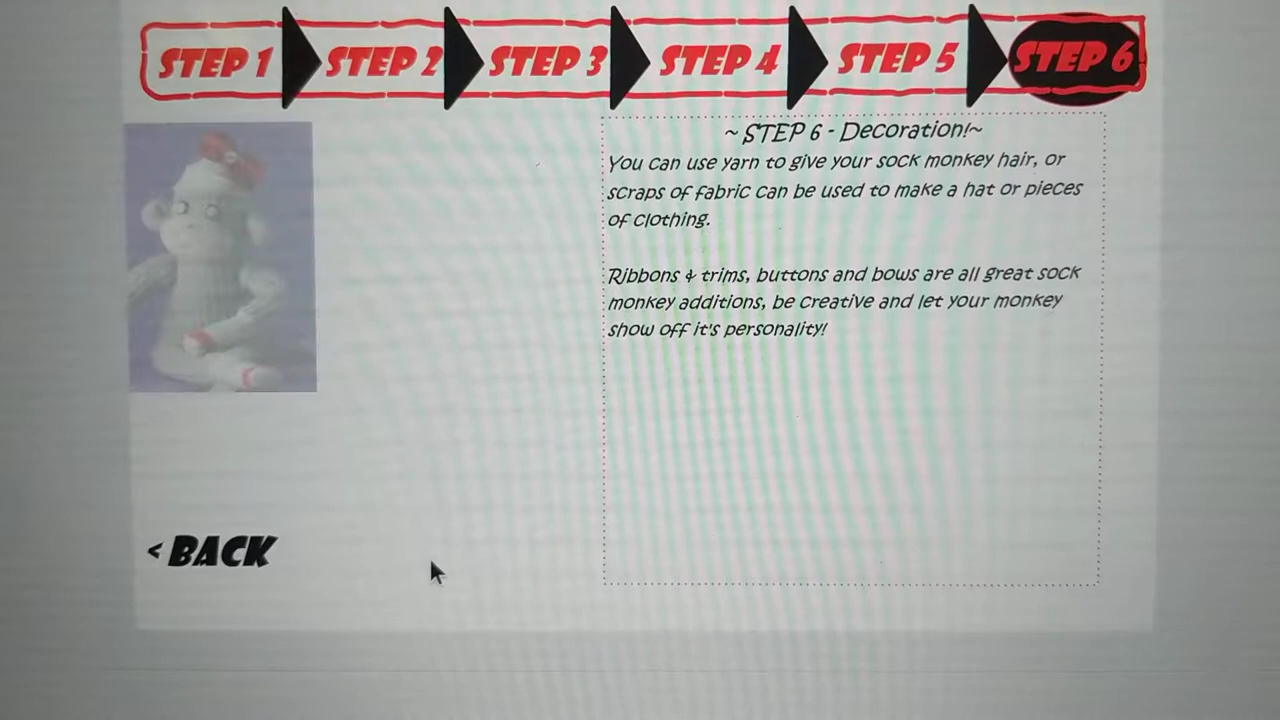 STEP 1 STEP 2 STEP 3 STEP 4 STEP 5 STEP 6
~ STEP 6 - Decoration!~
You can use yarn to give your sock monkey hair, or
scraps of fabric can be used to make a hat or pieces
of clothing.
Ribbons & trims, buttons and bows are all great sock
monkey additions, be creative and let your monkey
show off it's personality!
< BACK